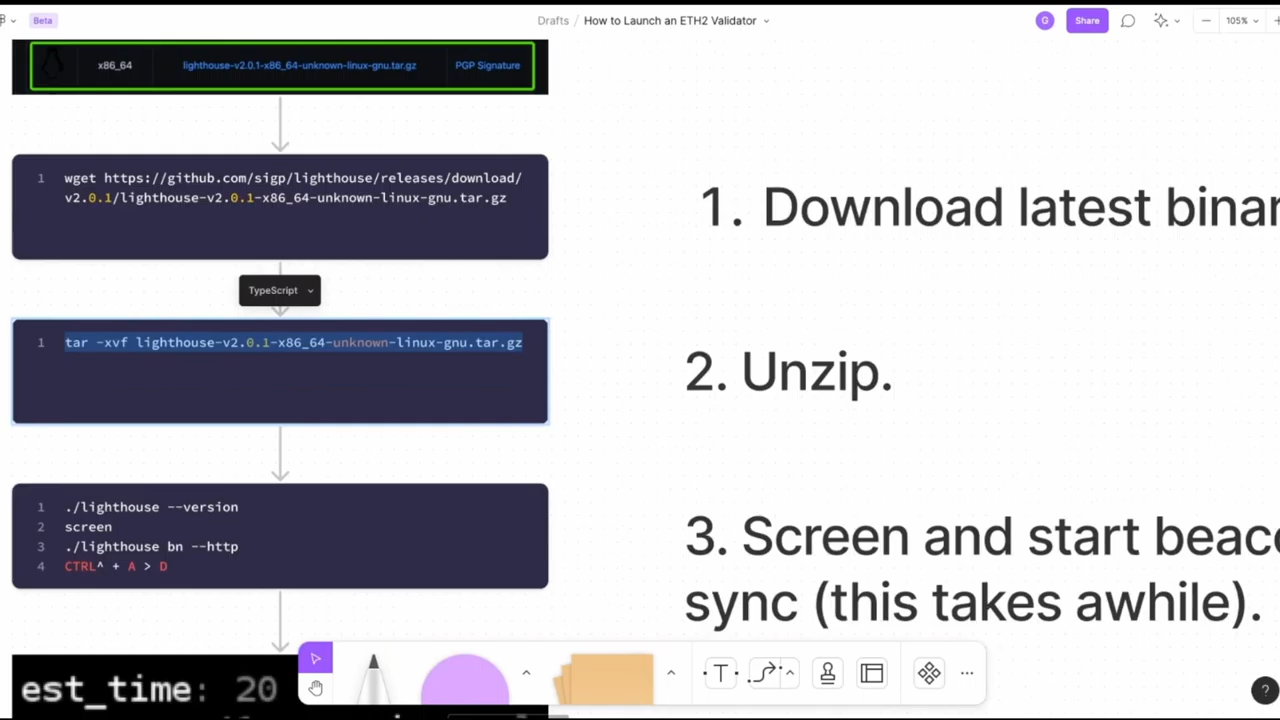 Beta
Drafts / How to Launch an ETH2 Validator
G
Share
105%
x86_64 lighthouse-v2.0.1-x86_64-unknown-linux-gnu.tar.gz PGP Signature
1 wget https://github.com/sigp/lighthouse/releases/download/
v2.0.1/lighthouse-v2.0.1-x86_64-unknown-linux-gnu.tar.gz
1. Download latest binar
TypeScript
1 tar -xvf lighthouse-v2.0.1-x86_64-unknown-linux-gnu.tar.gz
2. Unzip.
1 ./lighthouse --version
2 screen
3 ./lighthouse bn --http
4 CTRL^ + A > D
3. Screen and start beac
sync (this takes awhile).
est_time: 20
T
?